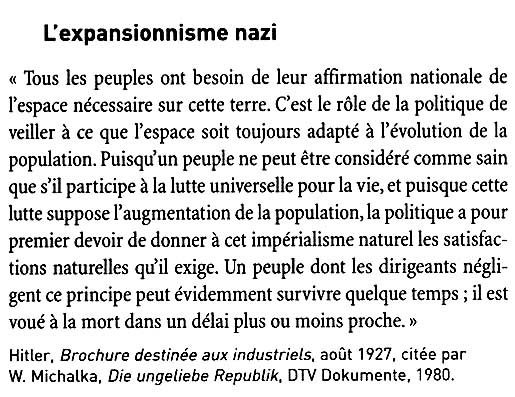 L'expansionnisme nazi
« Tous les peuples ont besoin de leur affirmation nationale de
l'espace nécessaire sur cette terre. C'est le rôle de la politique de
veiller à ce que l'espace soit toujours adapté à l'évolution de la
population. Puisqu'un peuple ne peut être considéré comme sain
que s'il participe à la lutte universelle pour la vie, et puisque cette
lutte suppose l'augmentation de la population, la politique a pour
premier devoir de donner à cet impérialisme naturel les satisfac-
tions naturelles qu'il exige. Un peuple dont les dirigeants négli-
gent ce principe peut évidemment survivre quelque temps ; il est
voué à la mort dans un délai plus ou moins proche. »
Hitler, Brochure destinée aux industriels, août 1927, citée par
W. Michalka, Die ungeliebe Republik, DTV Dokumente, 1980.